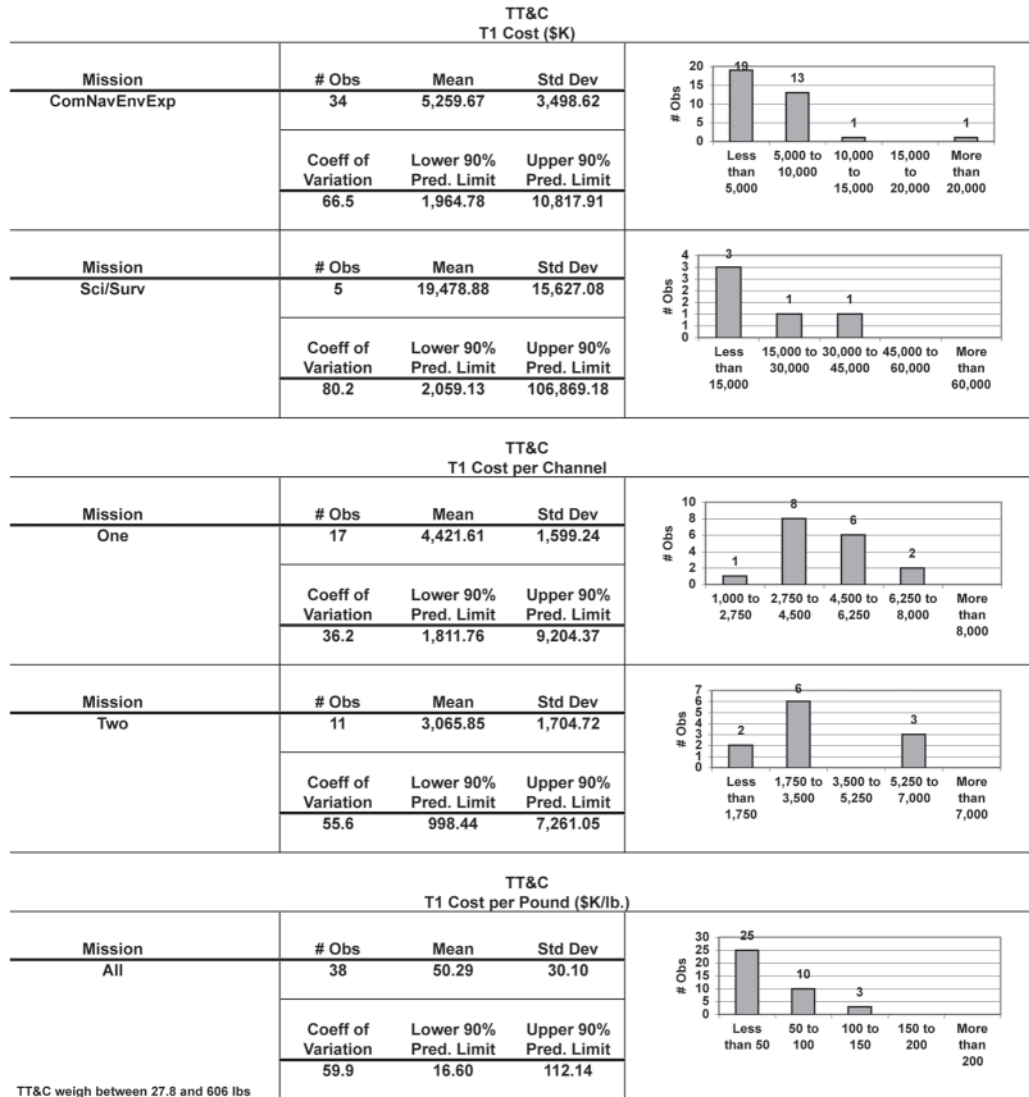 TT&C
T1 Cost ($K)
Mission # Obs Mean Std Dev
ComNavEnvExp 34 5,259.67 3,498.62
Coeff of Lower 90% Upper 90%
Variation Pred. Limit Pred. Limit
66.5 1,964.78 10,817.91
# Obs
20
15
10
5
0
19 13 1 1
Less 5,000 to 10,000 15,000 More
than 10,000 to to than
5,000 15,000 20,000 20,000
Mission # Obs Mean Std Dev
Sci/Surv 5 19,478.88 15,627.08
Coeff of Lower 90% Upper 90%
Variation Pred. Limit Pred. Limit
80.2 2,059.13 106,869.18
# Obs
4
3
3
2
2
1
1
0
3 1 1
Less 15,000 to 30,000 to 45,000 to More
than 30,000 45,000 60,000 than
15,000 60,000
TT&C
T1 Cost per Channel
Mission # Obs Mean Std Dev
One 17 4,421.61 1,599.24
Coeff of Lower 90% Upper 90%
Variation Pred. Limit Pred. Limit
36.2 1,811.76 9,204.37
# Obs
10
8
6
4
2
0
1 8 6 2
1,000 to 2,750 to 4,500 to 6,250 to More
2,750 4,500 6,250 8,000 than
8,000
Mission # Obs Mean Std Dev
Two 11 3,065.85 1,704.72
Coeff of Lower 90% Upper 90%
Variation Pred. Limit Pred. Limit
55.6 998.44 7,261.05
# Obs
7
6
5
4
3
2
1
0
2 6 3
Less 1,750 to 3,500 to 5,250 to More
than 3,500 5,250 7,000 than
1,750 7,000
TT&C
T1 Cost per Pound ($K/lb.)
Mission # Obs Mean Std Dev
All 38 50.29 30.10
Coeff of Lower 90% Upper 90%
Variation Pred. Limit Pred. Limit
59.9 16.60 112.14
# Obs
30
25
20
15
10
5
0
25 10 3
Less 50 to 100 to 150 to More
than 50 100 150 200 than
200
TT&C weigh between 27.8 and 606 lbs